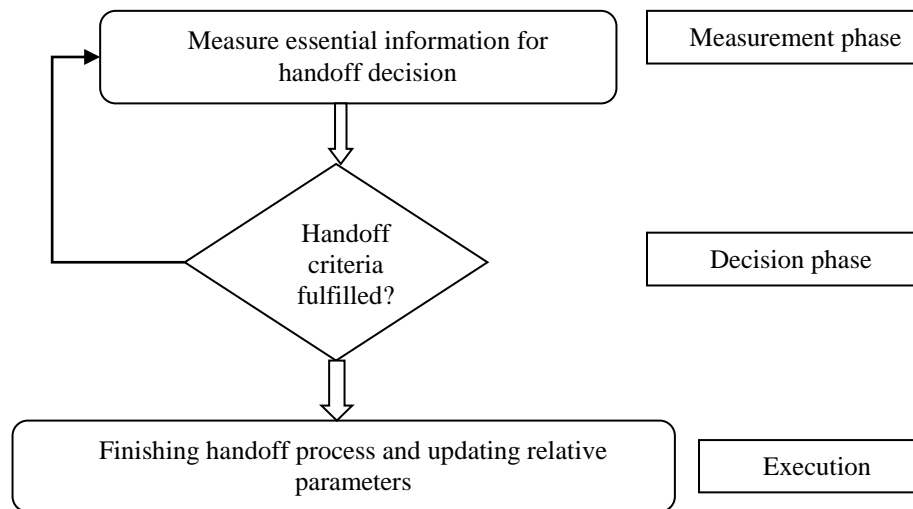 Measure essential information for
handoff decision
Measurement phase
Handoff
criteria
fulfilled?
Decision phase
Finishing handoff process and updating relative
parameters
Execution